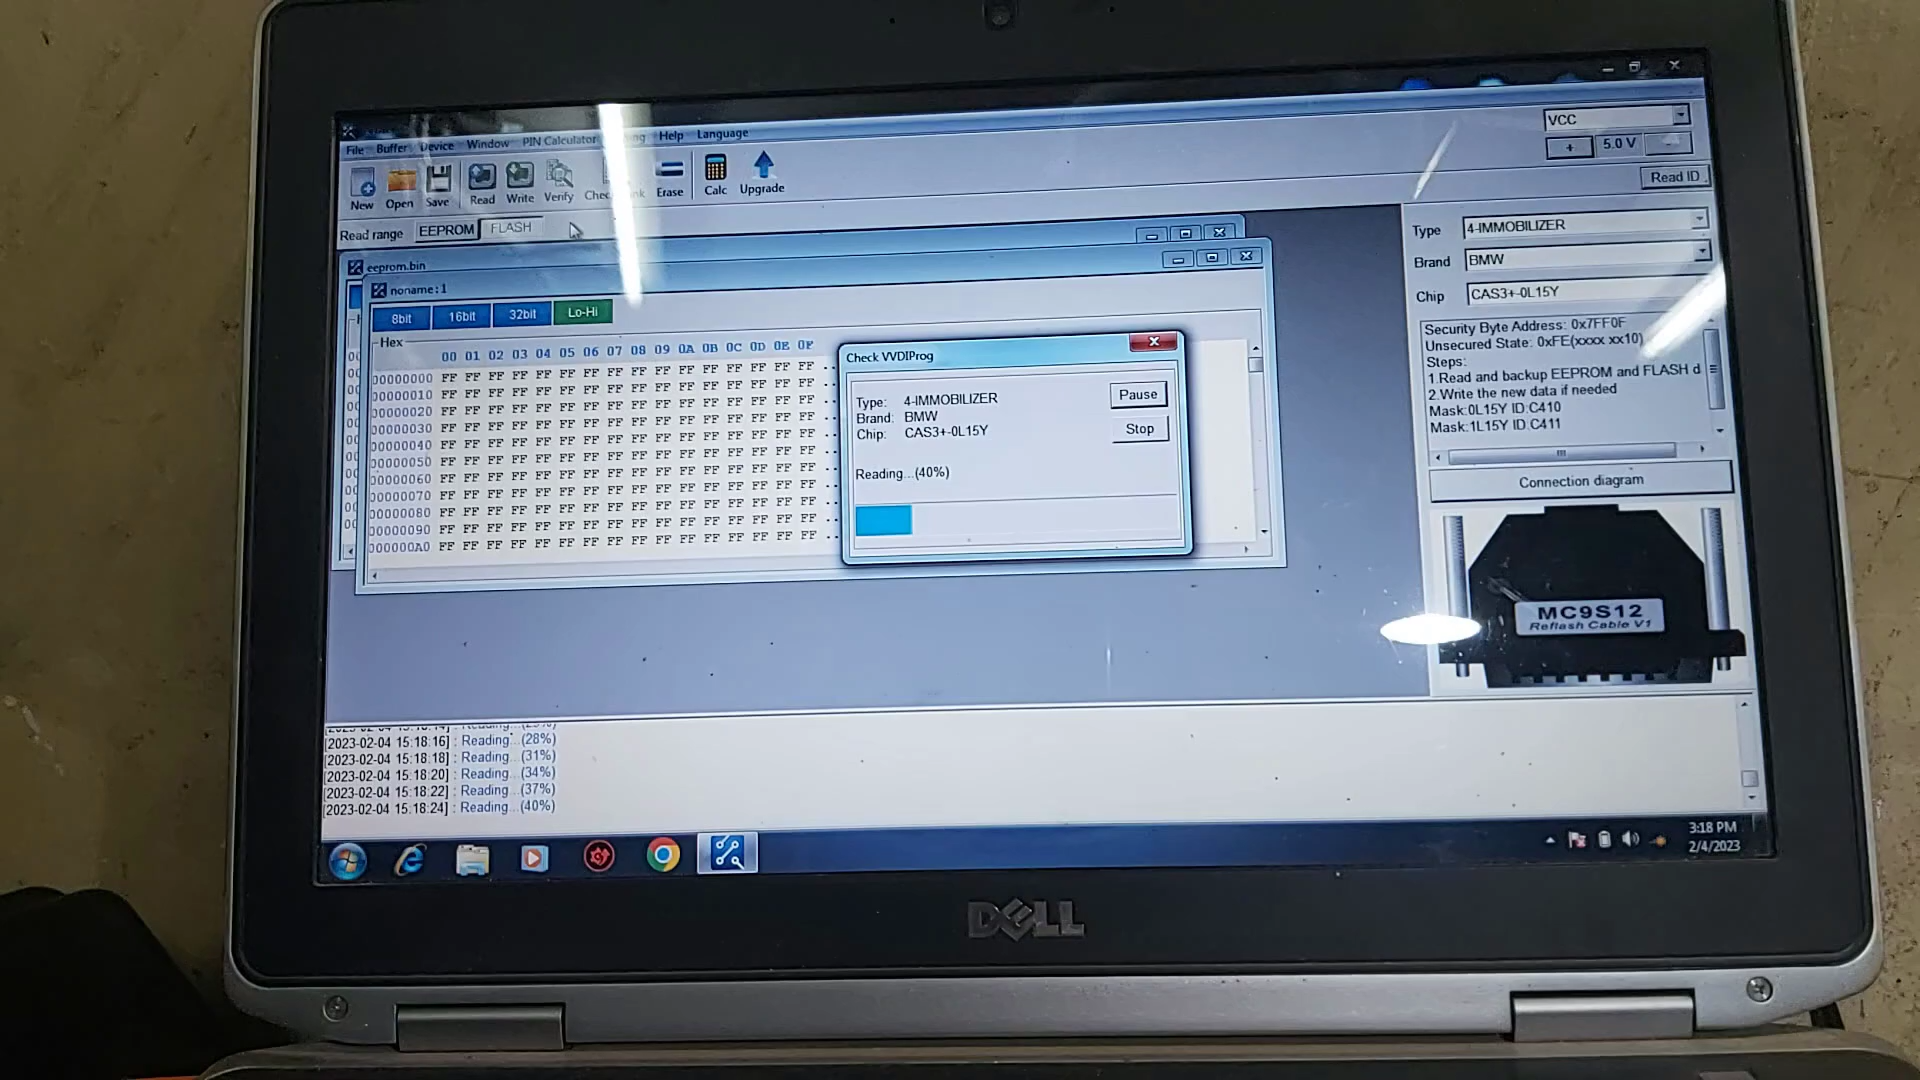 File Buffer Device Window PIN Calculator Help Language
New Open Save Read Write Verify Erase Calc Upgrade
VCC
+ 5.0 V -
Read ID
Read range EEPROM FLASH
eeprom.bin
noname:1
8bit 16bit 32bit Lo-Hi
Hex
00 01 02 03 04 05 06 07 08 09 0A 0B 0C 0D 0E 0F
00000000 FF FF FF FF FF FF FF FF FF FF FF FF FF FF FF FF
00000010 FF FF FF FF FF FF FF FF FF FF FF FF FF FF FF FF
00000020 FF FF FF FF FF FF FF FF FF FF FF FF FF FF FF FF
00000030 FF FF FF FF FF FF FF FF FF FF FF FF FF FF FF FF
00000040 FF FF FF FF FF FF FF FF FF FF FF FF FF FF FF FF
00000050 FF FF FF FF FF FF FF FF FF FF FF FF FF FF FF FF
00000060 FF FF FF FF FF FF FF FF FF FF FF FF FF FF FF FF
00000070 FF FF FF FF FF FF FF FF FF FF FF FF FF FF FF FF
00000080 FF FF FF FF FF FF FF FF FF FF FF FF FF FF FF FF
00000090 FF FF FF FF FF FF FF FF FF FF FF FF FF FF FF FF
000000A0 FF FF FF FF FF FF FF FF FF FF FF FF FF FF FF FF
Check VVDIProg
Type: 4-IMMOBILIZER
Brand: BMW
Chip: CAS3+-0L15Y
Reading...(40%)
Pause
Stop
Type 4-IMMOBILIZER
Brand BMW
Chip CAS3+-0L15Y
Security Byte Address: 0x7FF0F
Unsecured State: 0xFE(xxxx xx10)
Steps:
1.Read and backup EEPROM and FLASH d
2.Write the new data if needed
Mask:0L15Y ID:C410
Mask:1L15Y ID:C411
Connection diagram
MC9S12
Reflash Cable V1
[2023-02-04 15:18:16] : Reading...(28%)
[2023-02-04 15:18:18] : Reading...(31%)
[2023-02-04 15:18:20] : Reading...(34%)
[2023-02-04 15:18:22] : Reading...(37%)
[2023-02-04 15:18:24] : Reading...(40%)
3:18 PM
2/4/2023
DELL